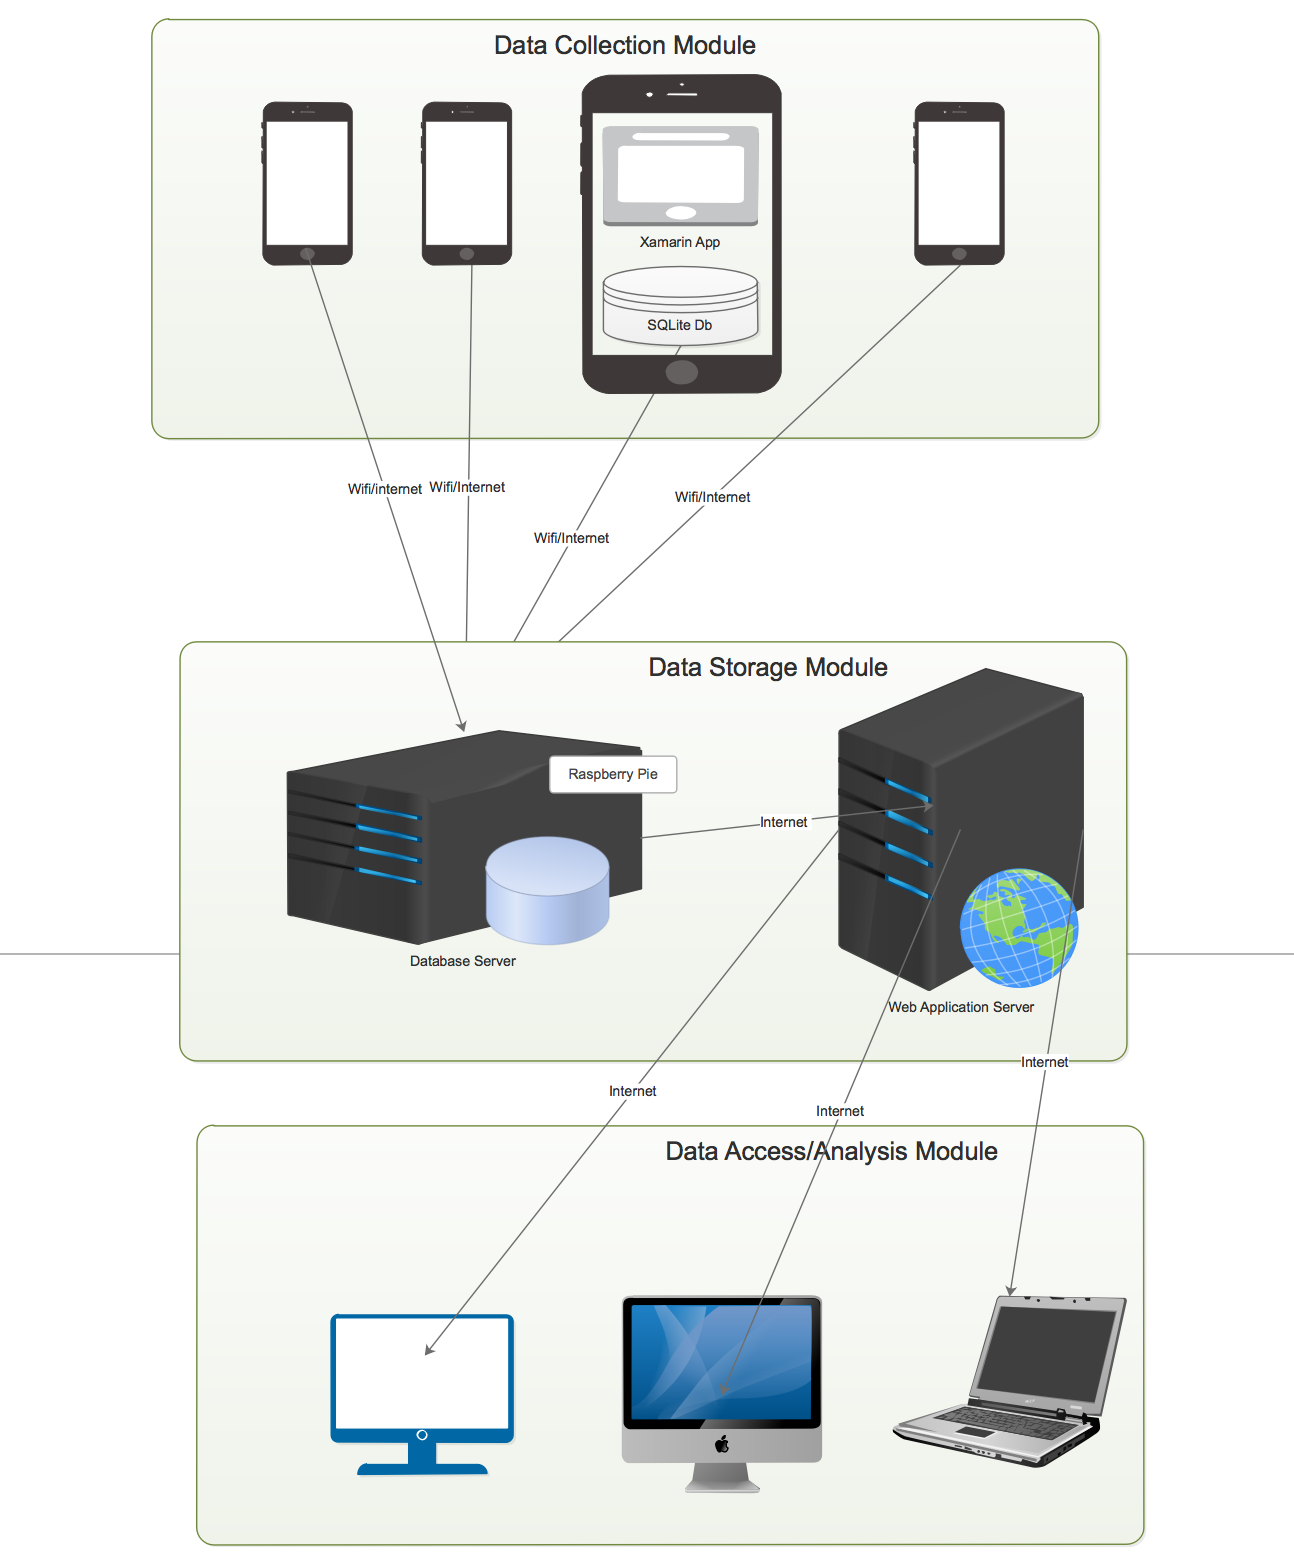 Data Collection Module
Xamarin App
SQLite Db
Wifi/internet
Wifi/Internet
Wifi/Internet
Wifi/Internet
Data Storage Module
Raspberry Pie
Internet
Database Server
Web Application Server
Internet
Internet
Internet
Data Access/Analysis Module